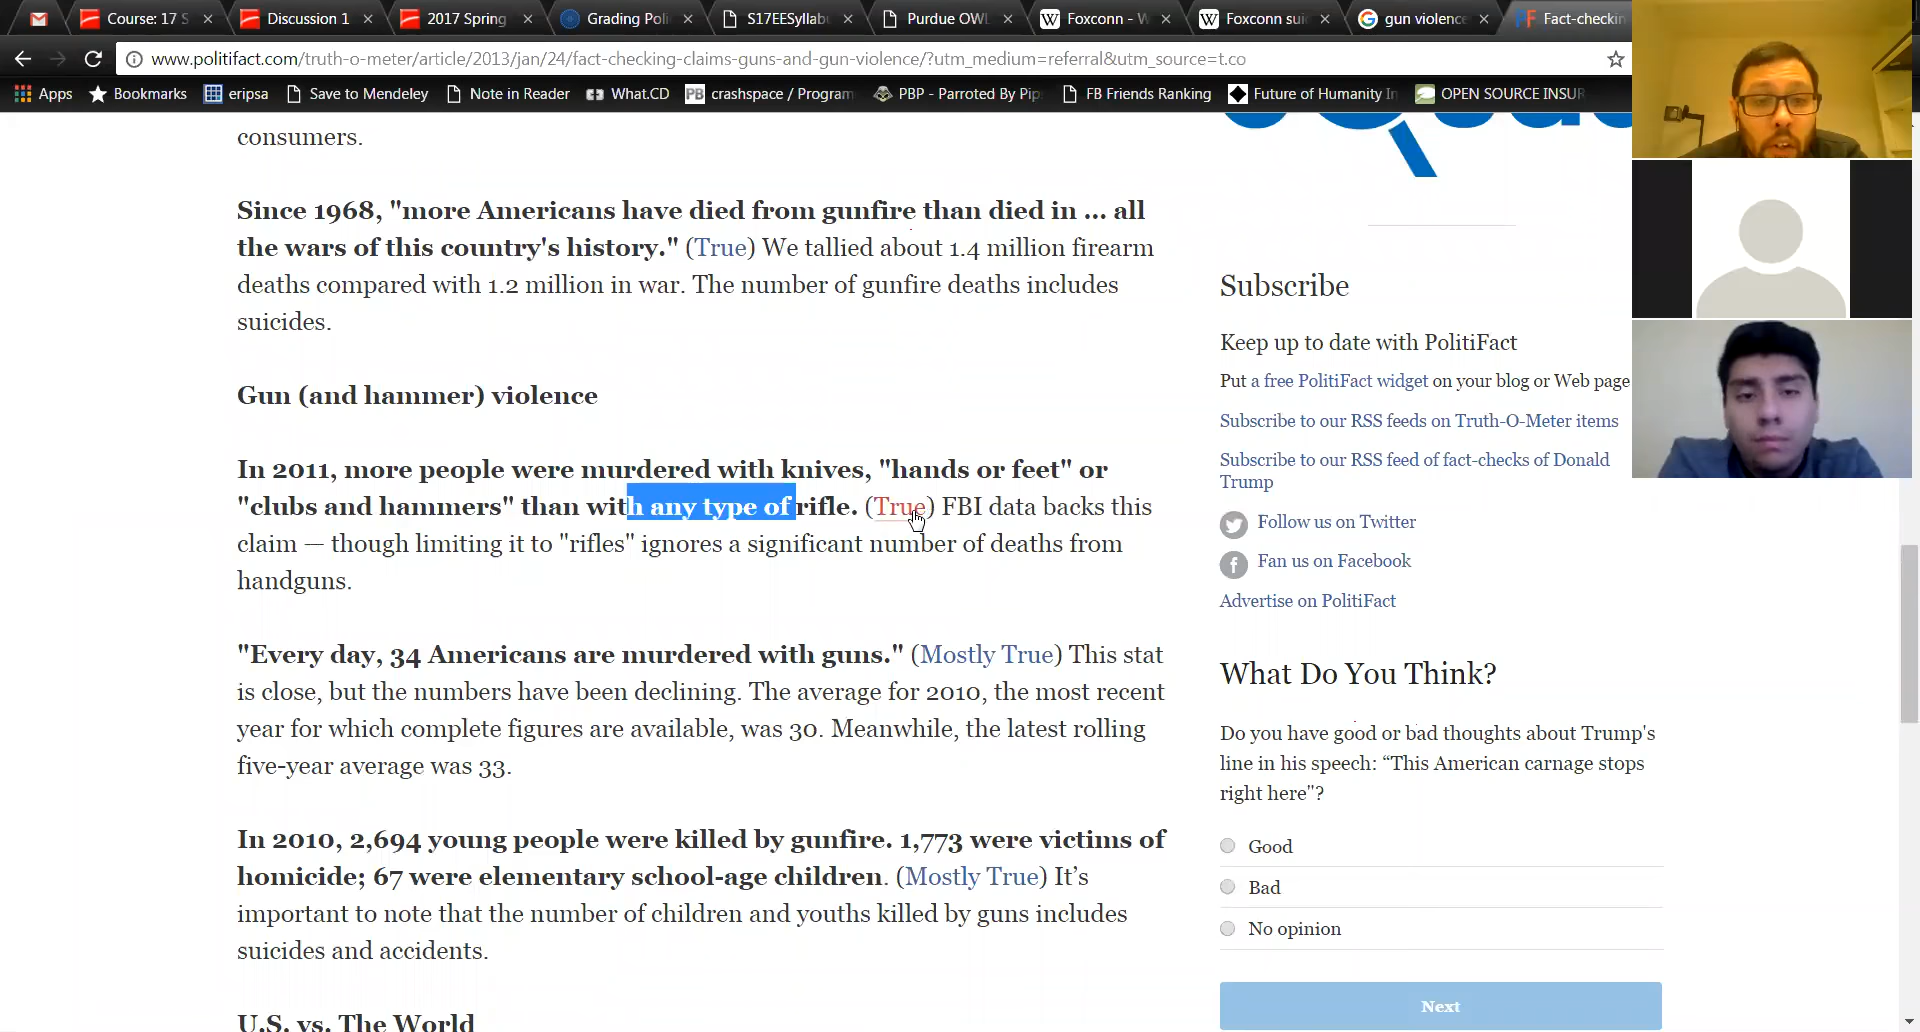 Course: 17 S
Discussion 1
2017 Spring
Grading Poli
S17EESyllab
Purdue OWL
Foxconn - W
Foxconn sui
gun violence
Fact-checkin
www.politifact.com/truth-o-meter/article/2013/jan/24/fact-checking-claims-guns-and-gun-violence/?utm_medium=referral&utm_source=t.co
Apps
Bookmarks
eripsa
Save to Mendeley
Note in Reader
What.CD
crashspace / Program
PBP - Parroted By Pip
FB Friends Ranking
Future of Humanity In
OPEN SOURCE INSUR
consumers.
Since 1968, "more Americans have died from gunfire than died in ... all
the wars of this country's history." (True) We tallied about 1.4 million firearm
deaths compared with 1.2 million in war. The number of gunfire deaths includes
suicides.
Gun (and hammer) violence
In 2011, more people were murdered with knives, "hands or feet" or
"clubs and hammers" than with any type of rifle. (True) FBI data backs this
claim — though limiting it to "rifles" ignores a significant number of deaths from
handguns.
"Every day, 34 Americans are murdered with guns." (Mostly True) This stat
is close, but the numbers have been declining. The average for 2010, the most recent
year for which complete figures are available, was 30. Meanwhile, the latest rolling
five-year average was 33.
In 2010, 2,694 young people were killed by gunfire. 1,773 were victims of
homicide; 67 were elementary school-age children. (Mostly True) It's
important to note that the number of children and youths killed by guns includes
suicides and accidents.
U.S. vs. The World
Subscribe
Keep up to date with PolitiFact
Put a free PolitiFact widget on your blog or Web page
Subscribe to our RSS feeds on Truth-O-Meter items
Subscribe to our RSS feed of fact-checks of Donald
Trump
Follow us on Twitter
Fan us on Facebook
Advertise on PolitiFact
What Do You Think?
Do you have good or bad thoughts about Trump's
line in his speech: “This American carnage stops
right here"?
Good
Bad
No opinion
Next